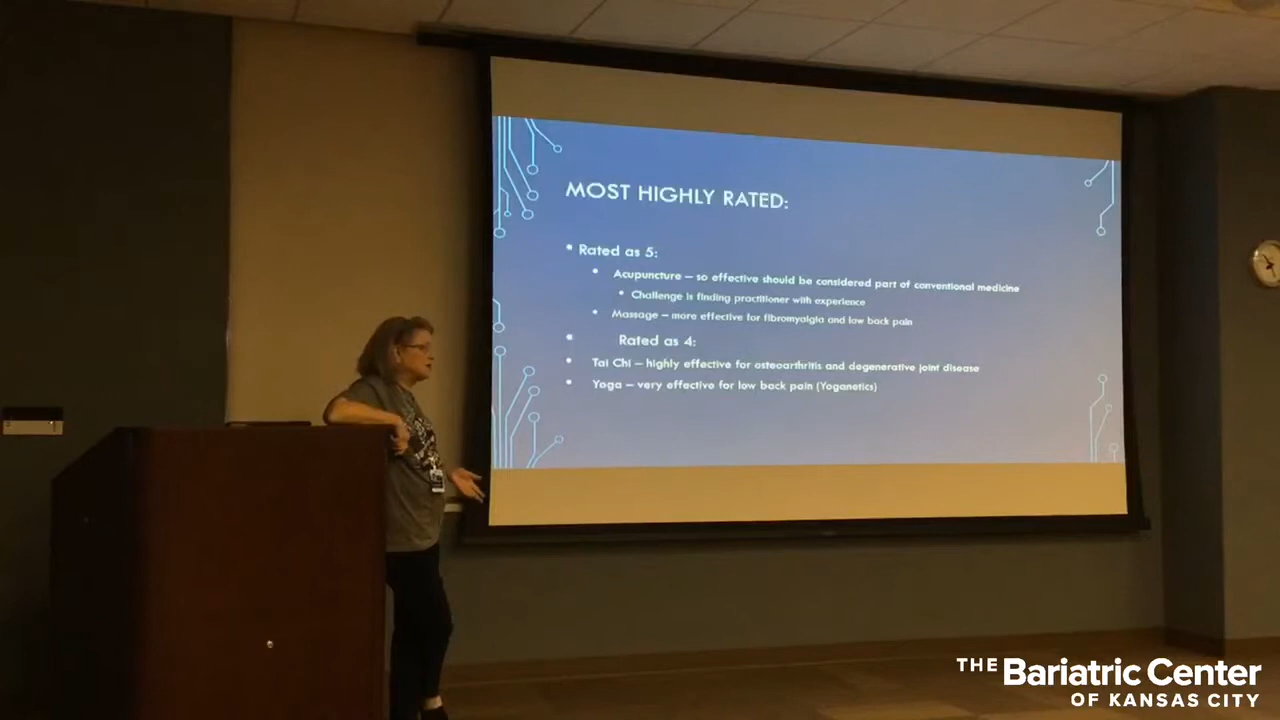 MOST HIGHLY RATED:
• Rated as 5:
• Acupuncture – so effective should be considered part of conventional medicine
• Challenge is finding practitioner with experience
• Massage – more effective for fibromyalgia and low back pain
• Rated as 4:
• Tai Chi – highly effective for osteoarthritis and degenerative joint disease
• Yoga – very effective for low back pain (Yoganetics)
THE Bariatric Center
OF KANSAS CITY